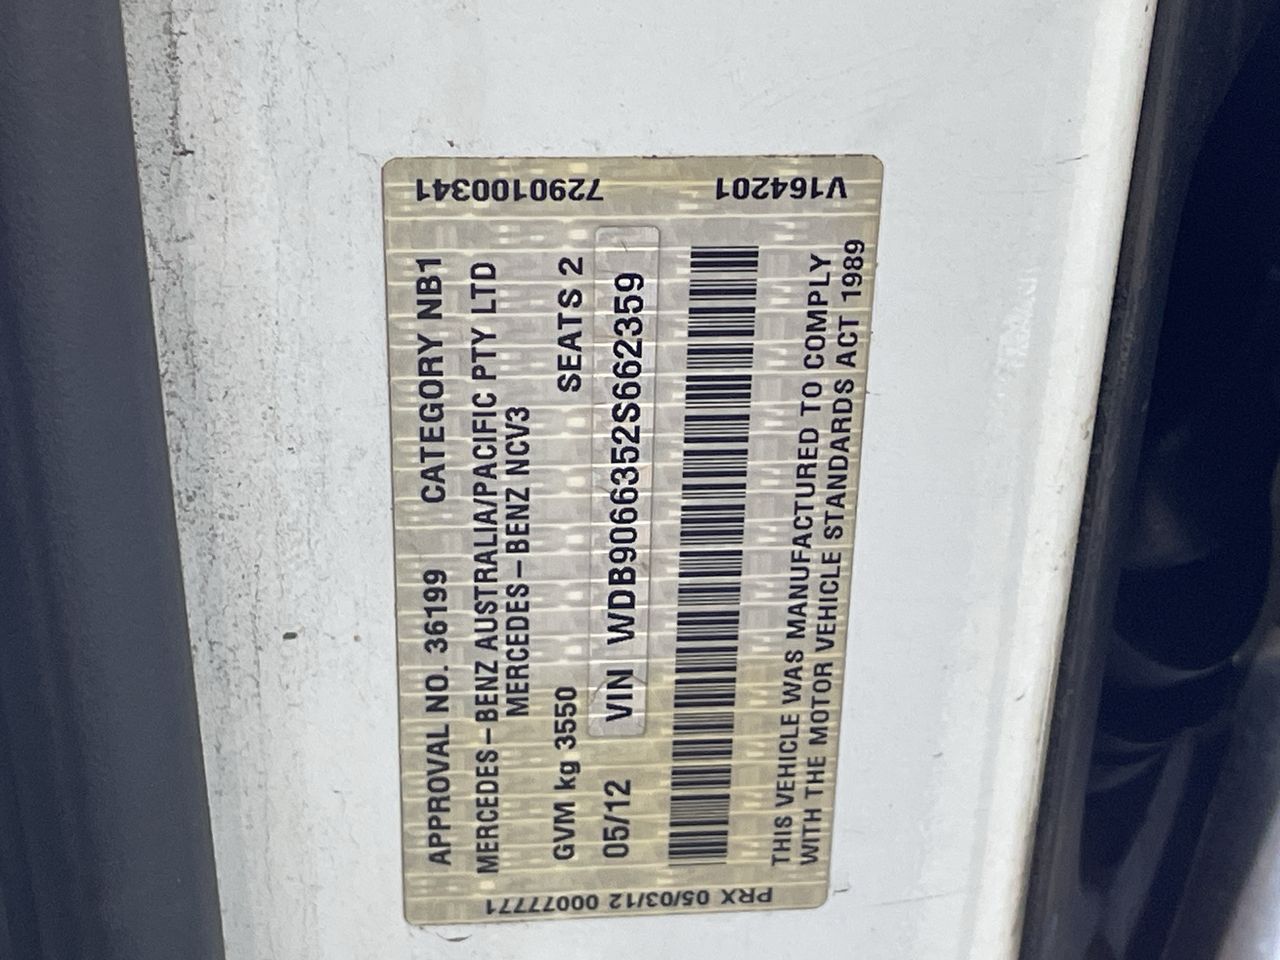 7290100341
V164201
APPROVAL NO. 36199 CATEGORY NB1
MERCEDES-BENZ AUSTRALIA/PACIFIC PTY LTD
MERCEDES-BENZ NCV3
GVM kg 3550 SEATS 2
05/12 VIN WDB9066352S662359
THIS VEHICLE WAS MANUFACTURED TO COMPLY
WITH THE MOTOR VEHICLE STANDARDS ACT 1989
PRX 05/03/12 00077771